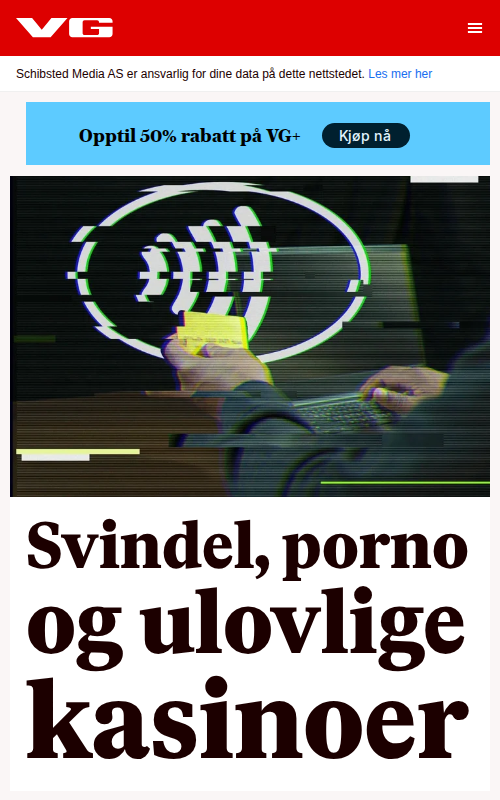 VG
Schibsted Media AS er ansvarlig for dine data på dette nettstedet. Les mer her
Opptil 50% rabatt på VG+ Kjøp nå
Svindel, porno
og ulovlige
kasinoer